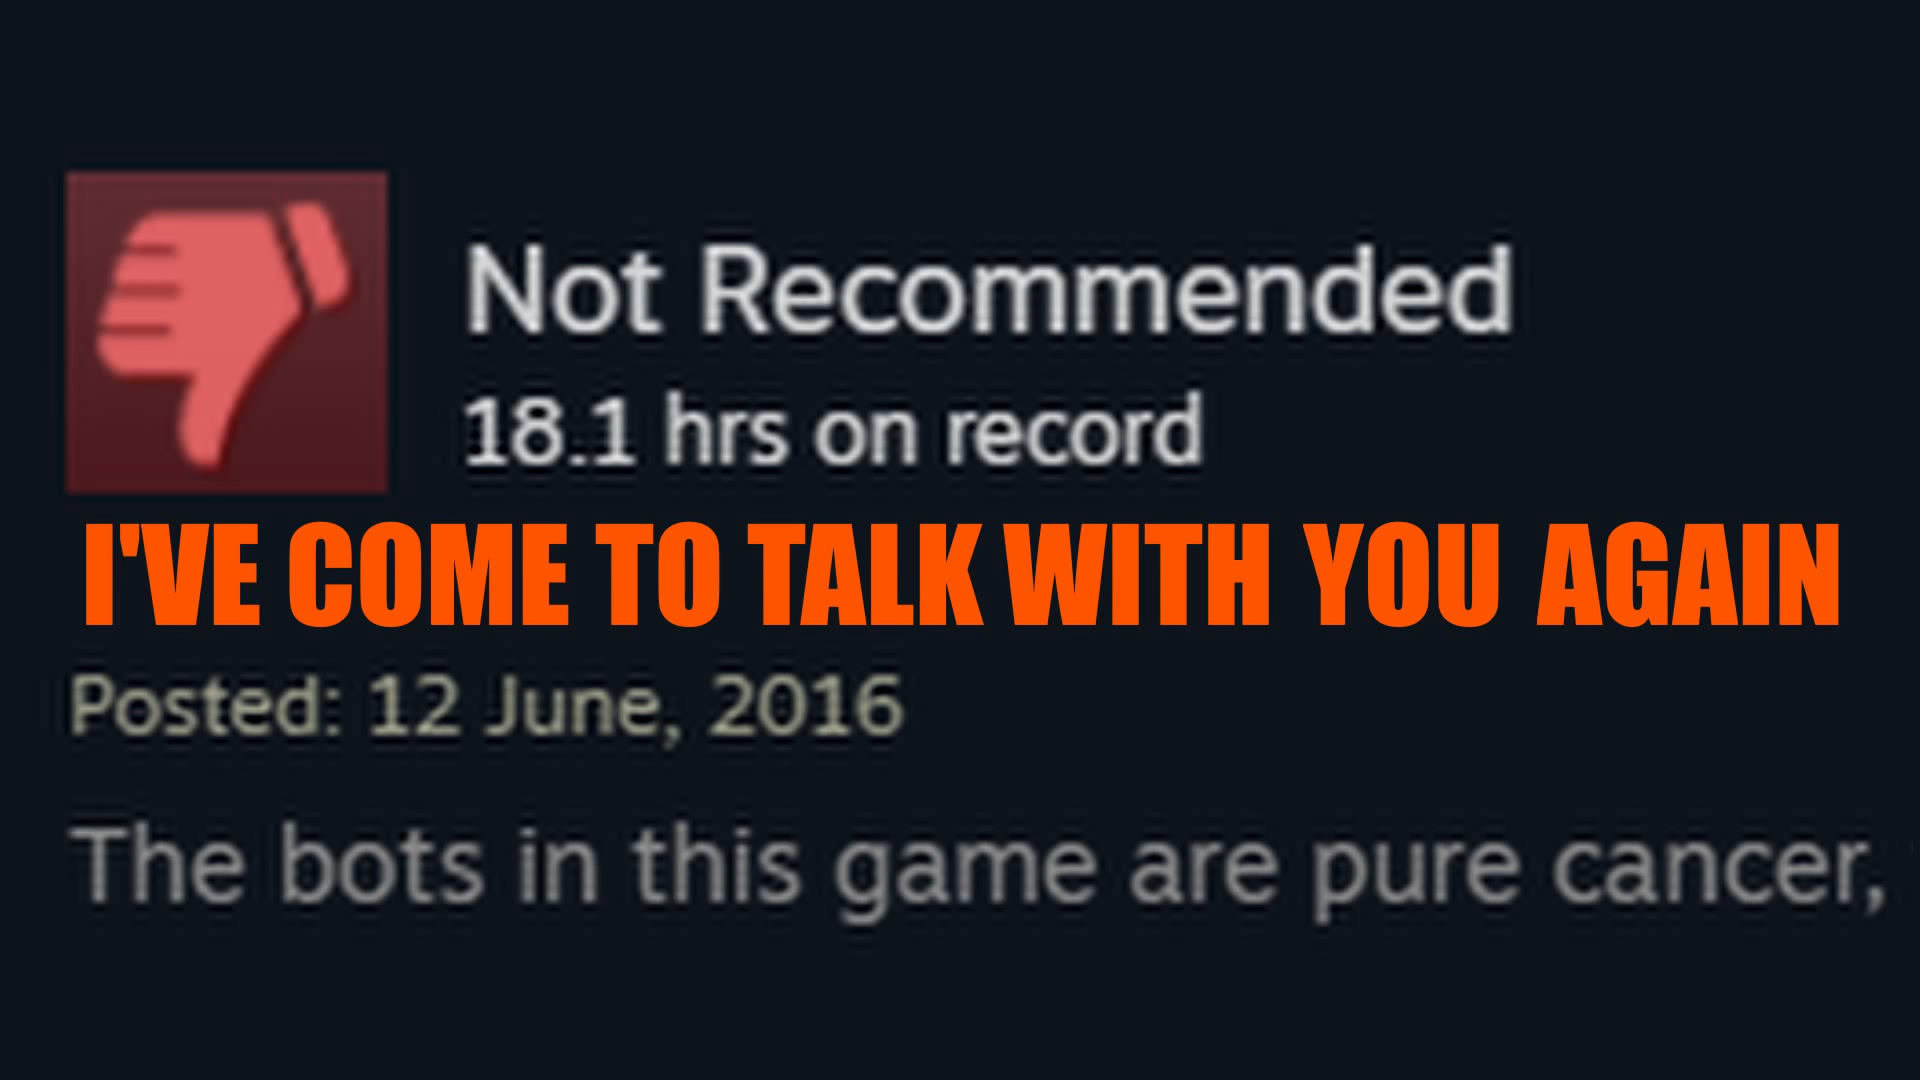 Not Recommended
18.1 hrs on record
I'VE COME TO TALK WITH YOU AGAIN
Posted: 12 June, 2016
The bots in this game are pure cancer,